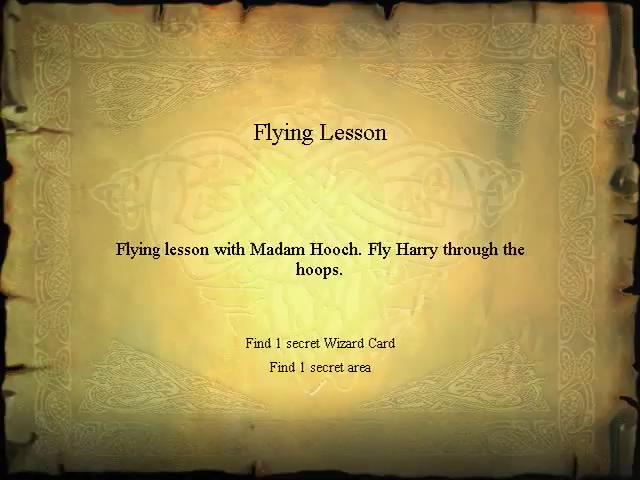 Flying Lesson
Flying lesson with Madam Hooch. Fly Harry through the
hoops.
Find 1 secret Wizard Card
Find 1 secret area